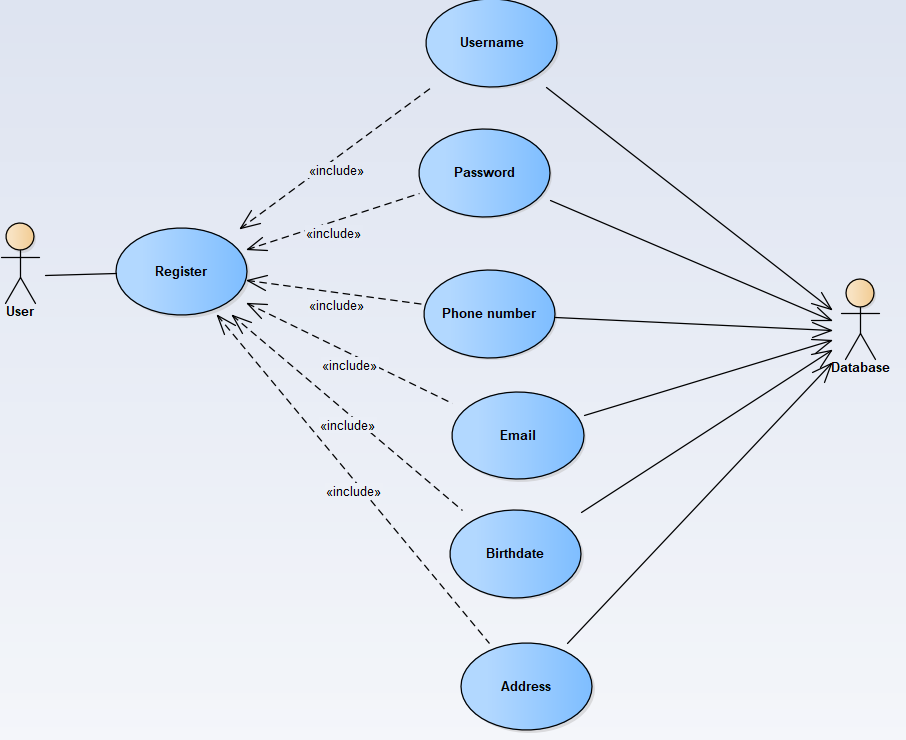 Username
«include»
Password
«include»
User
Register
«include»
Phone number
Database
«include»
Email
«include»
Birthdate
«include»
Address